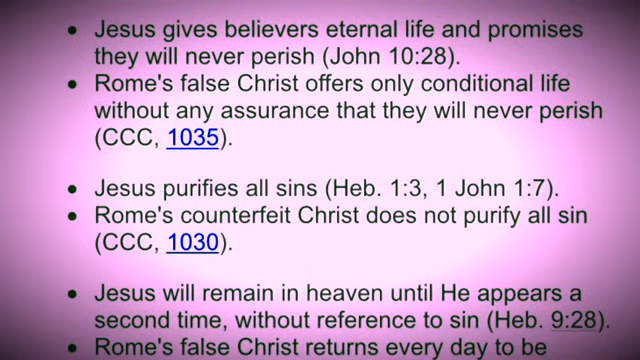 • Jesus gives believers eternal life and promises
they will never perish (John 10:28).
• Rome's false Christ offers only conditional life
without any assurance that they will never perish
(CCC, 1035).
• Jesus purifies all sins (Heb. 1:3, 1 John 1:7).
• Rome's counterfeit Christ does not purify all sin
(CCC, 1030).
• Jesus will remain in heaven until He appears a
second time, without reference to sin (Heb. 9:28).
• Rome's false Christ returns every day to be